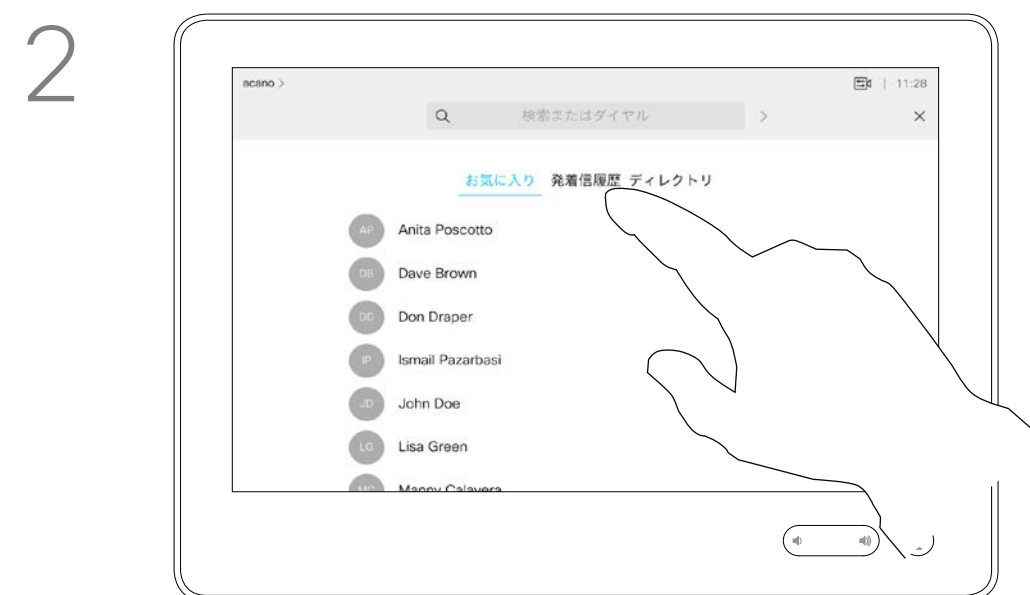 2
acano > | 11:28
検索またはダイヤル >
お気に入り 発着信履歴 ディレクトリ
AP Anita Poscotto
DB Dave Brown
DD Don Draper
IP Ismail Pazarbasi
JD John Doe
LG Lisa Green
MC Manny Calavera